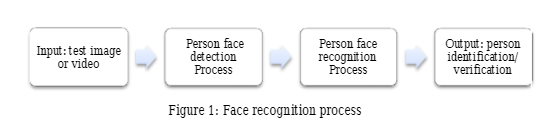 Input: test image
or video
Person face
detection
Process
Person face
recognition
Process
Output: person
identification/
verification
Figure 1: Face recognition process